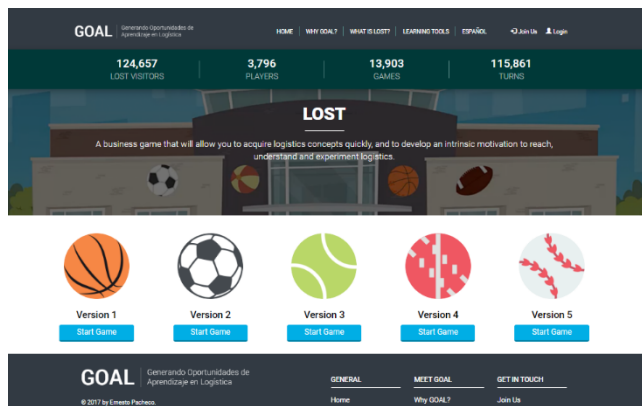 GOAL
Generando Oportunidades de
Aprendizaje en Logística
HOME
WHY GOAL?
WHAT IS LOST?
LEARNING TOOLS
ESPAÑOL
Join Us
Login
124,657
LOST VISITORS
3,796
PLAYERS
13,903
GAMES
115,861
TURNS
LOST
A business game that will allow you to acquire logistics concepts quickly, and to develop an intrinsic motivation to reach,
understand and experiment logistics.
Version 1
Start Game
Version 2
Start Game
Version 3
Start Game
Version 4
Start Game
Version 5
Start Game
GOAL
Generando Oportunidades de
Aprendizaje en Logística
© 2017 by Ernesto Pacheco.
GENERAL
Home
MEET GOAL
Why GOAL?
GET IN TOUCH
Join Us